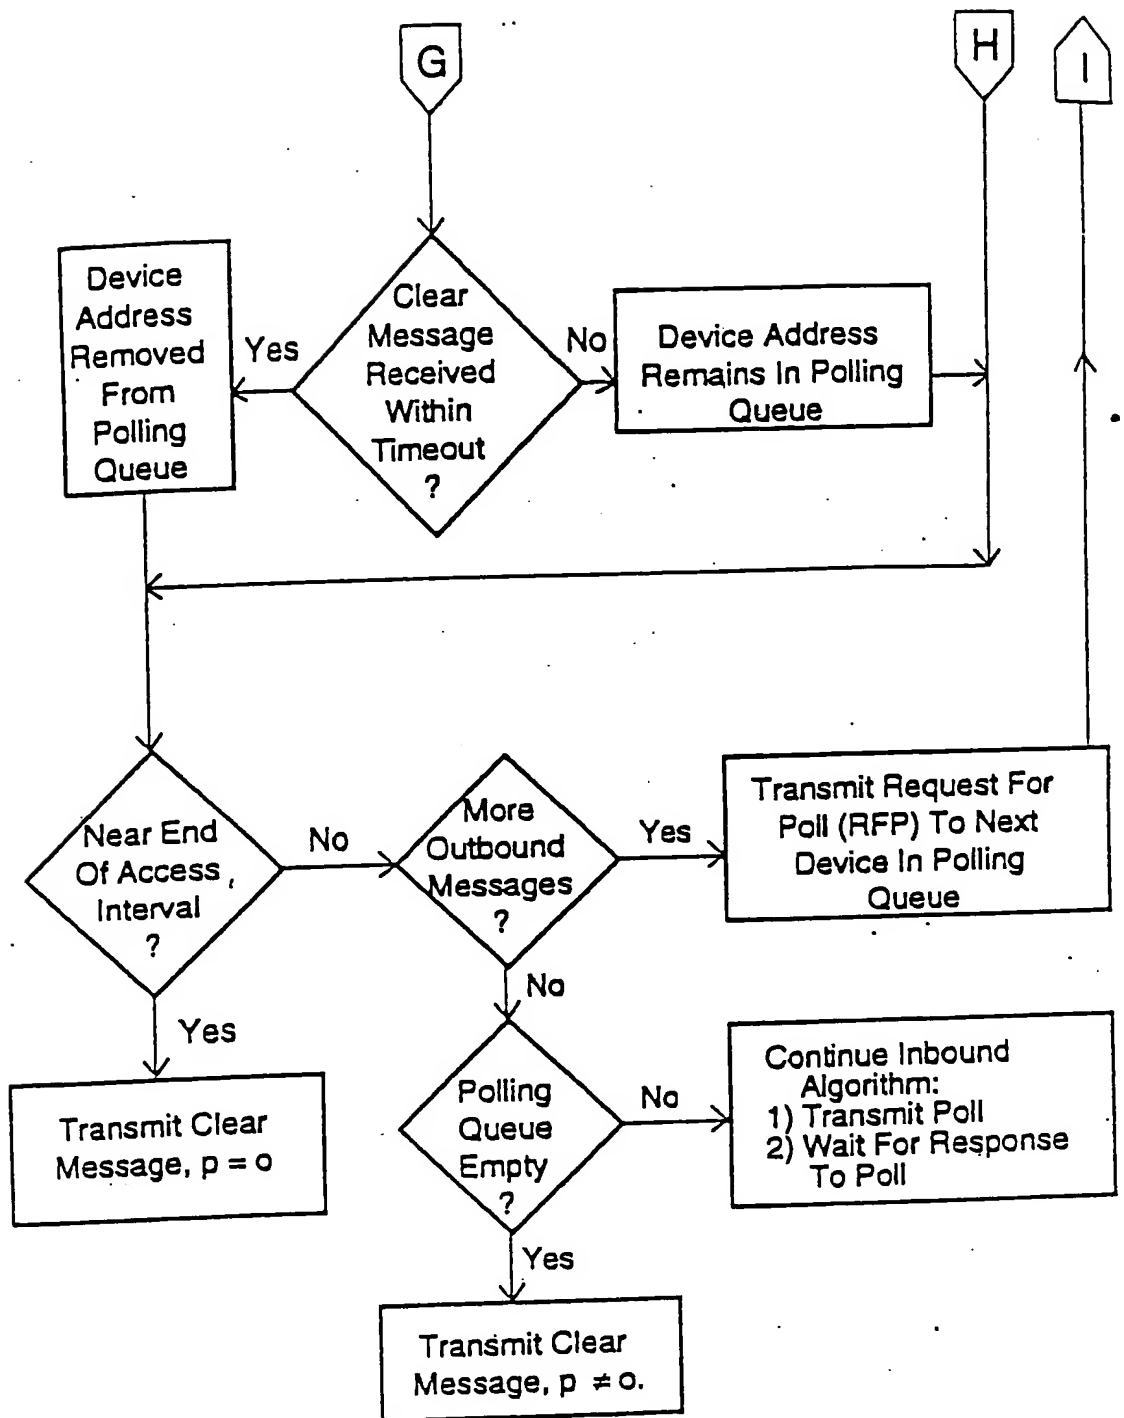 G
H
I
Device
Address
Removed
From
Polling
Queue
Yes
Clear
Message
Received
Within
Timeout
?
No
Device Address
Remains In Polling
Queue
Near End
Of Access
Interval
?
No
More
Outbound
Messages
?
Yes
Transmit Request For
Poll (RFP) To Next
Device In Polling
Queue
Yes
No
Transmit Clear
Message, p = o
Polling
Queue
Empty
?
No
Continue Inbound
Algorithm:
1) Transmit Poll
2) Wait For Response
To Poll
Yes
Transmit Clear
Message, p ≠ o.